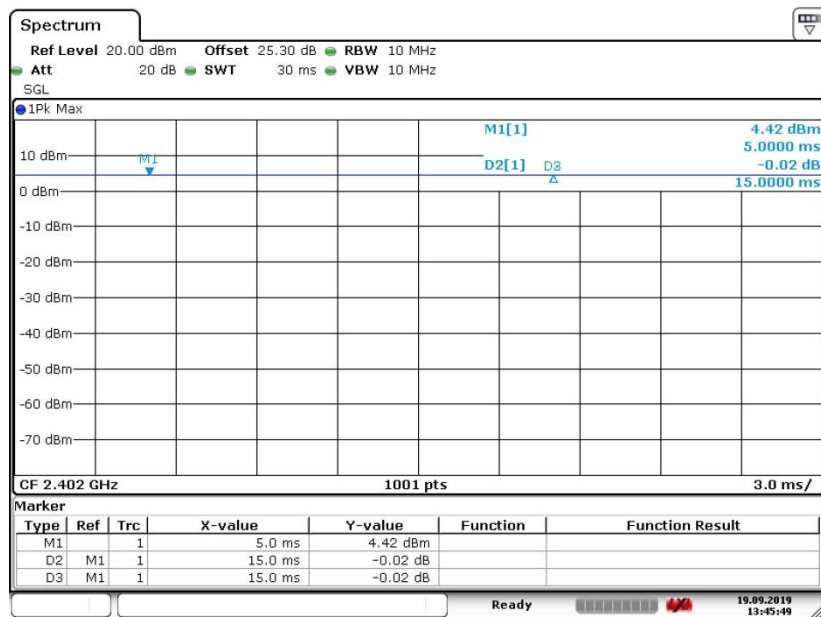 Spectrum
Ref Level 20.00 dBm Offset 25.30 dB RBW 10 MHz
Att 20 dB SWT 30 ms VBW 10 MHz
SGL
1Pk Max
M1[1] 4.42 dBm
5.0000 ms
10 dBm M1 D2[1] D3 -0.02 dB
15.0000 ms
0 dBm
-10 dBm
-20 dBm
-30 dBm
-40 dBm
-50 dBm
-60 dBm
-70 dBm
CF 2.402 GHz 1001 pts 3.0 ms/
Marker
Type Ref Trc X-value Y-value Function Function Result
M1 1 5.0 ms 4.42 dBm
D2 M1 1 15.0 ms -0.02 dB
D3 M1 1 15.0 ms -0.02 dB
Ready 19.09.2019
13:45:49